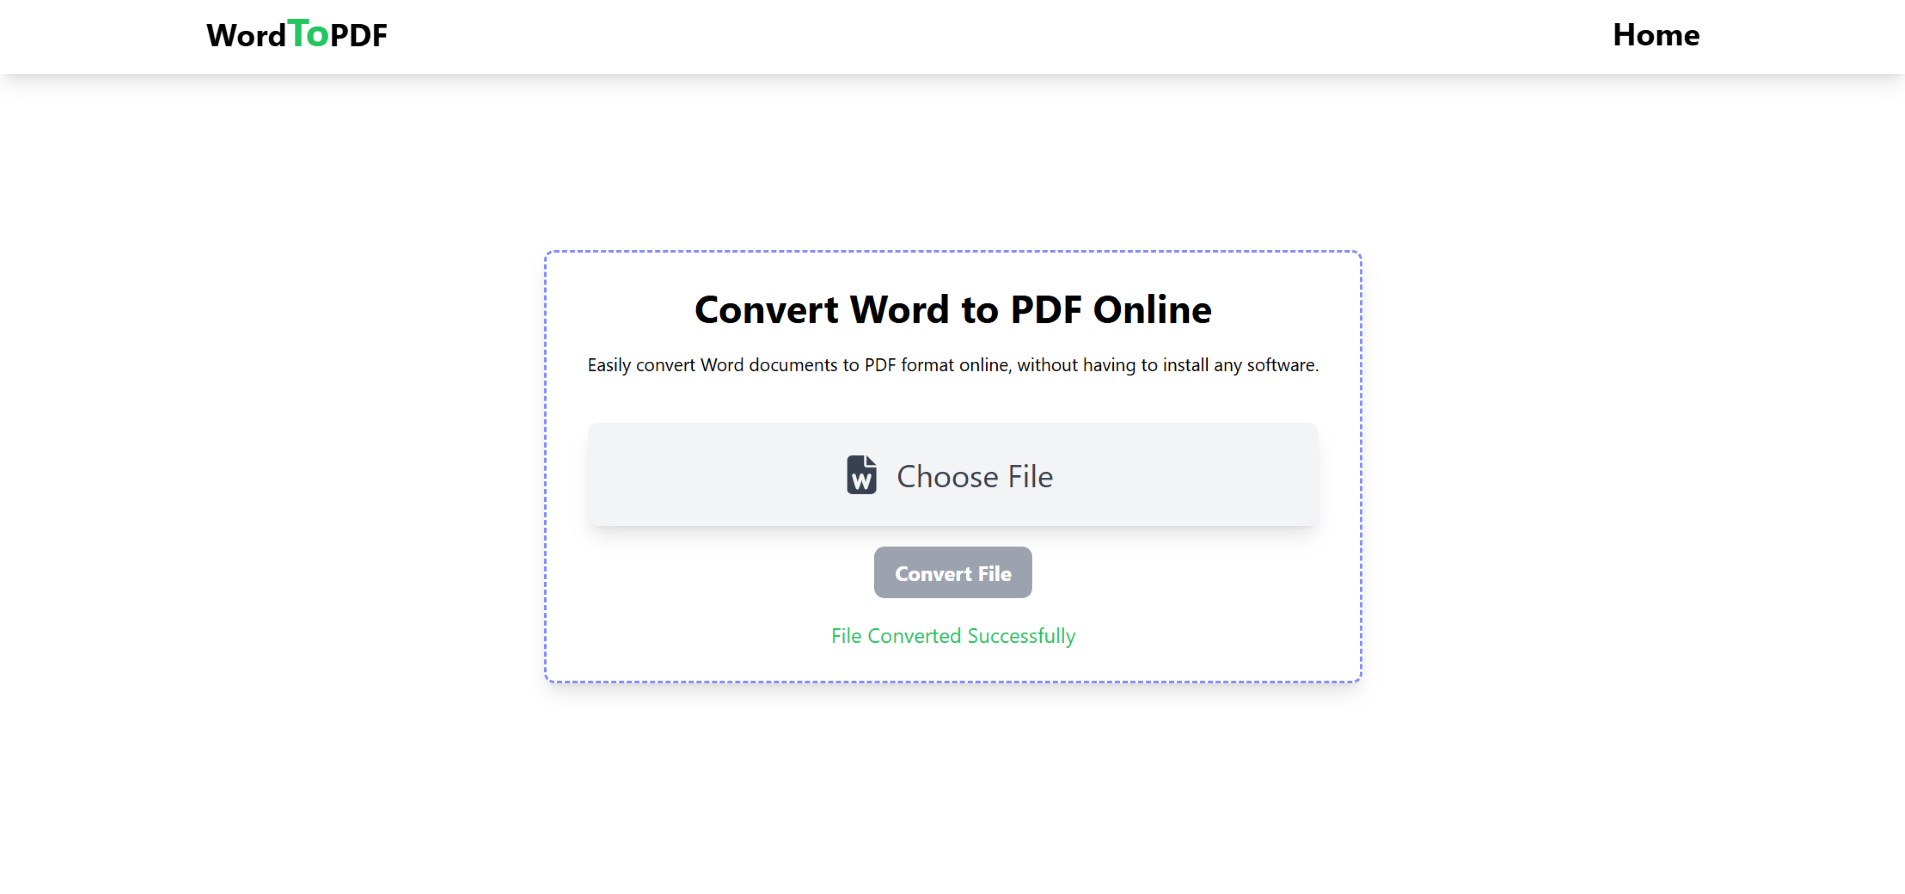 WordToPDF
Home
Convert Word to PDF Online
Easily convert Word documents to PDF format online, without having to install any software.
W
Choose File
Convert File
File Converted Successfully